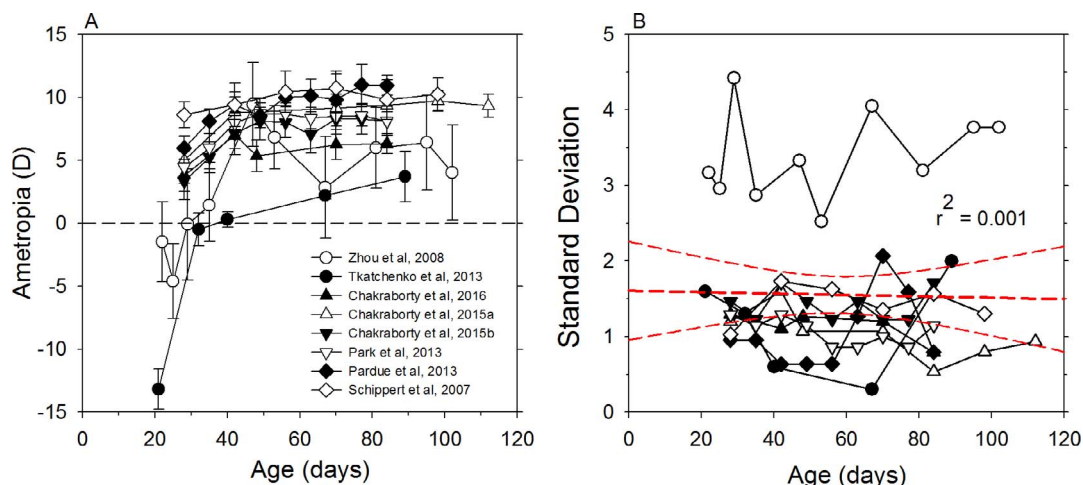 A
Ametropia (D)
15
10
5
0
-5
-10
-15
0 20 40 60 80 100 120
Age (days)
Zhou et al, 2008
Tkatchenko et al, 2013
Chakraborty et al, 2016
Chakraborty et al, 2015a
Chakraborty et al, 2015b
Park et al, 2013
Pardue et al, 2013
Schippert et al, 2007
B
Standard Deviation
5
4
3
2
1
0
r² = 0.001
0 20 40 60 80 100 120
Age (days)